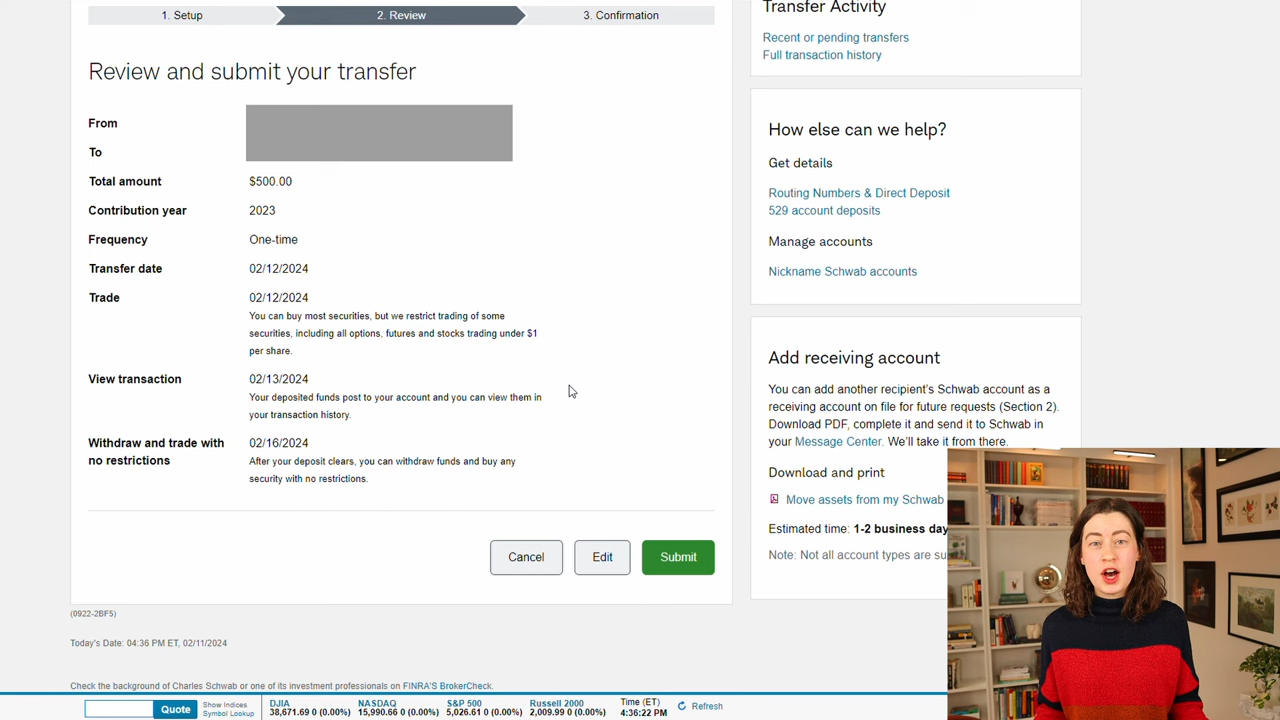 1. Setup
2. Review
3. Confirmation
Review and submit your transfer
From
To
Total amount $500.00
Contribution year 2023
Frequency One-time
Transfer date 02/12/2024
Trade 02/12/2024
You can buy most securities, but we restrict trading of some
securities, including all options, futures and stocks trading under $1
per share.
View transaction 02/13/2024
Your deposited funds post to your account and you can view them in
your transaction history.
Withdraw and trade with 02/16/2024
no restrictions After your deposit clears, you can withdraw funds and buy any
security with no restrictions.
Cancel Edit Submit
(0922-2BF5)
Today's Date: 04:36 PM ET, 02/11/2024
Check the background of Charles Schwab or one of its investment professionals on FINRA'S BrokerCheck.
Transfer Activity
Recent or pending transfers
Full transaction history
How else can we help?
Get details
Routing Numbers & Direct Deposit
529 account deposits
Manage accounts
Nickname Schwab accounts
Add receiving account
You can add another recipient's Schwab account as a
receiving account on file for future requests (Section 2).
Download PDF, complete it and send it to Schwab in
your Message Center. We'll take it from there.
Download and print
Move assets from my Schwab
Estimated time: 1-2 business day
Note: Not all account types are su
Quote
Show Indices
Symbol Lookup
DJIA
38,671.69 0 (0.00%)
NASDAQ
15,990.66 0 (0.00%)
S&P 500
5,026.61 0 (0.00%)
Russell 2000
2,009.99 0 (0.00%)
Time (ET)
4:36:22 PM
Refresh